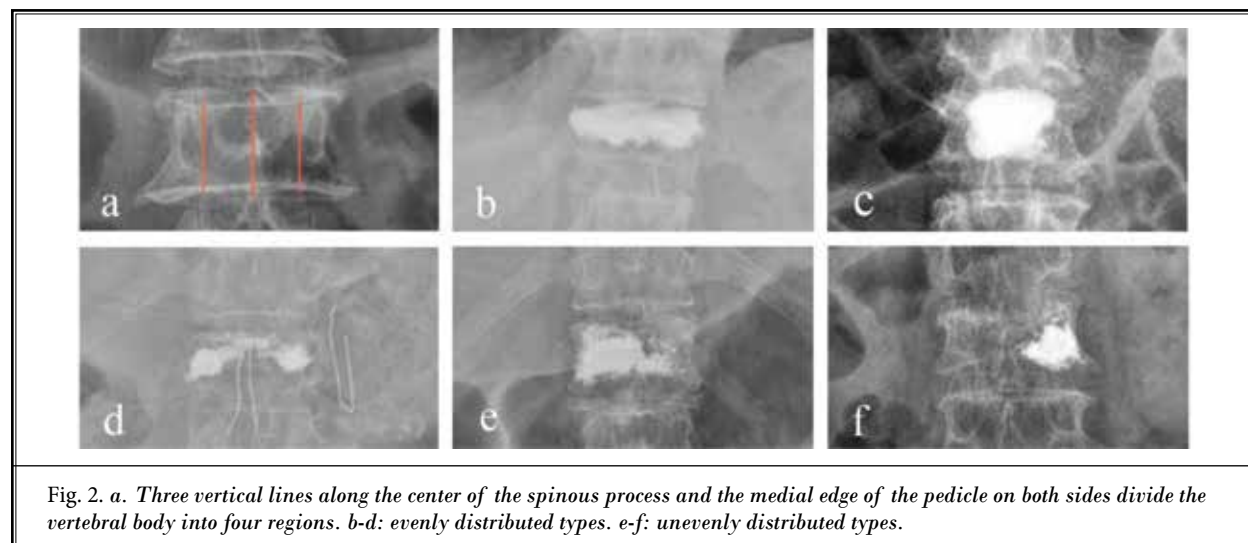 a
b
c
d
e
f
Fig. 2. a. Three vertical lines along the center of the spinous process and the medial edge of the pedicle on both sides divide the
vertebral body into four regions. b-d: evenly distributed types. e-f: unevenly distributed types.